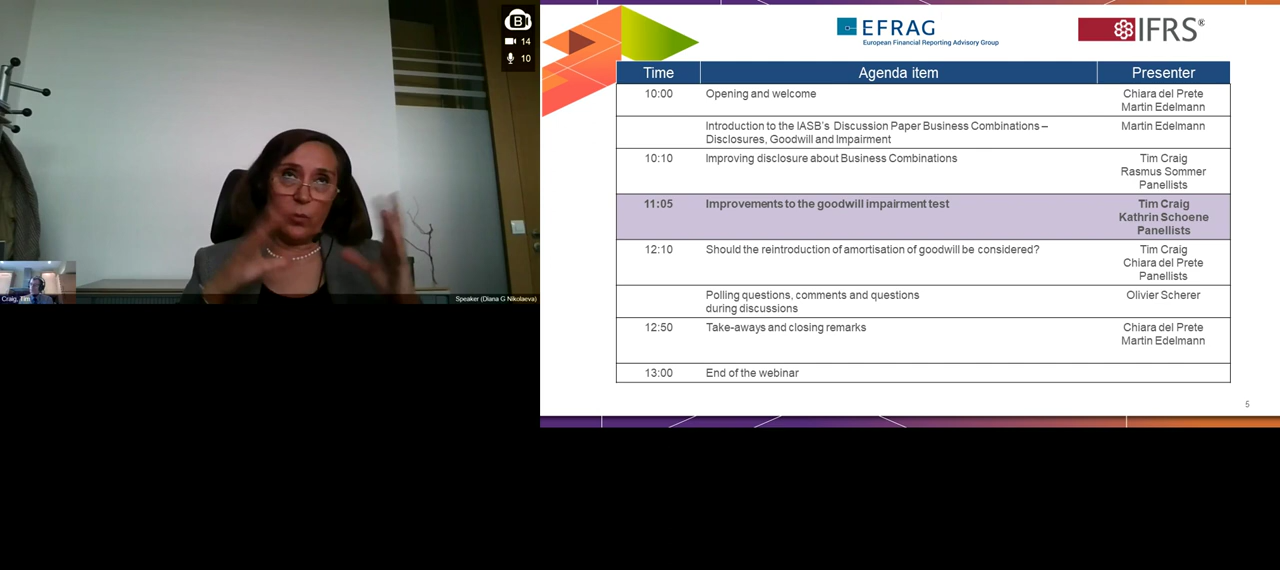 B
14
10
Craig, Tim
Speaker (Diana G Nikolaeva)
EFRAG
European Financial Reporting Advisory Group
IFRS®
Time Agenda item Presenter
10:00 Opening and welcome Chiara del Prete
Martin Edelmann
Introduction to the IASB's Discussion Paper Business Combinations – Martin Edelmann
Disclosures, Goodwill and Impairment
10:10 Improving disclosure about Business Combinations Tim Craig
Rasmus Sommer
Panellists
11:05 Improvements to the goodwill impairment test Tim Craig
Kathrin Schoene
Panellists
12:10 Should the reintroduction of amortisation of goodwill be considered? Tim Craig
Chiara del Prete
Panellists
Polling questions, comments and questions Olivier Scherer
during discussions
12:50 Take-aways and closing remarks Chiara del Prete
Martin Edelmann
13:00 End of the webinar
5